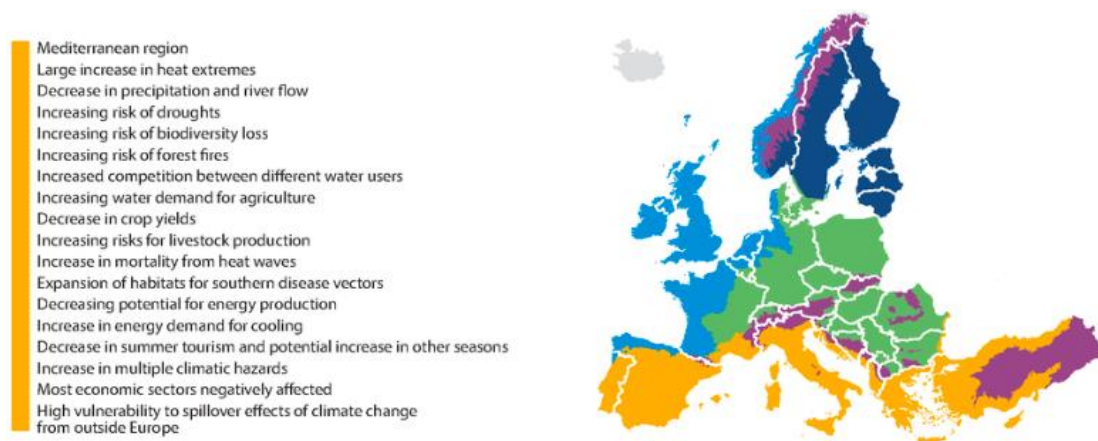 Mediterranean region
Large increase in heat extremes
Decrease in precipitation and river flow
Increasing risk of droughts
Increasing risk of biodiversity loss
Increasing risk of forest fires
Increased competition between different water users
Increasing water demand for agriculture
Decrease in crop yields
Increasing risks for livestock production
Increase in mortality from heat waves
Expansion of habitats for southern disease vectors
Decreasing potential for energy production
Increase in energy demand for cooling
Decrease in summer tourism and potential increase in other seasons
Increase in multiple climatic hazards
Most economic sectors negatively affected
High vulnerability to spillover effects of climate change
from outside Europe